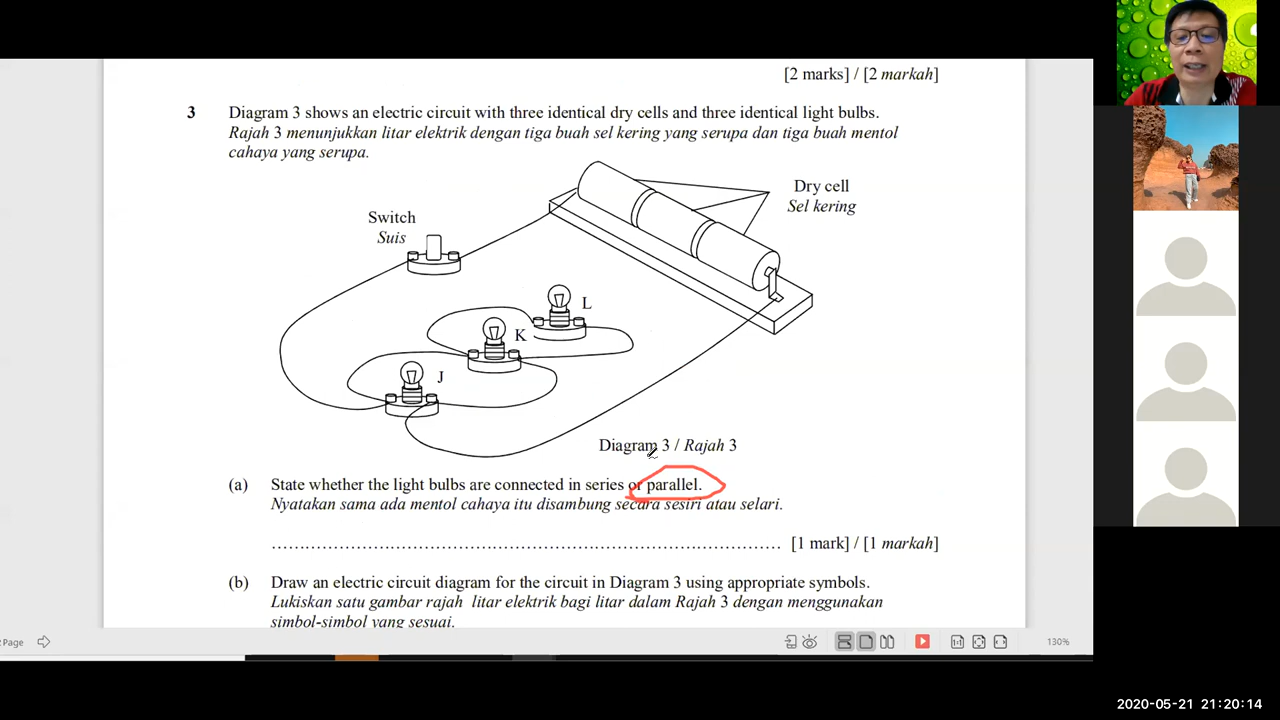 [2 marks] / [2 markah]
3 Diagram 3 shows an electric circuit with three identical dry cells and three identical light bulbs.
Rajah 3 menunjukkan litar elektrik dengan tiga buah sel kering yang serupa dan tiga buah mentol
cahaya yang serupa.
Dry cell
Sel kering
Switch
Suis
L
K
J
Diagram 3 / Rajah 3
(a) State whether the light bulbs are connected in series or parallel.
Nyatakan sama ada mentol cahaya itu disambung secara sesiri atau selari.
........................................................................................ [1 mark] / [1 markah]
(b) Draw an electric circuit diagram for the circuit in Diagram 3 using appropriate symbols.
Lukiskan satu gambar rajah litar elektrik bagi litar dalam Rajah 3 dengan menggunakan
simbol-simbol yang sesuai.
Page
130%
2020-05-21 21:20:14